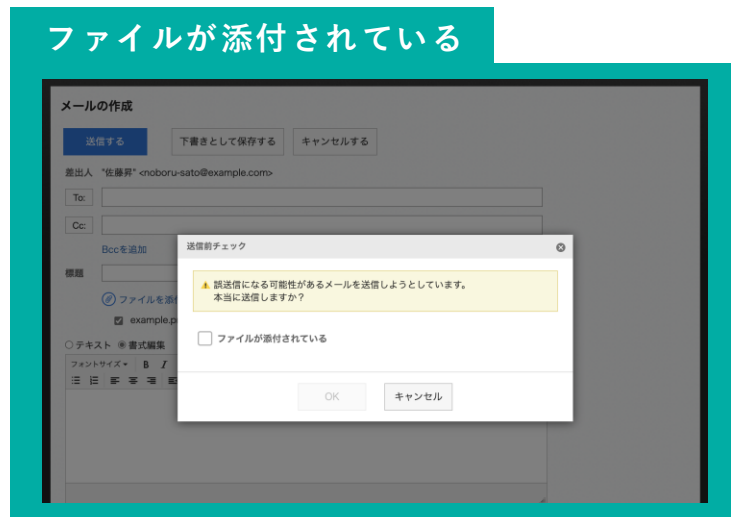 ファイルが添付されている
メールの作成
送信する 下書きとして保存する キャンセルする
差出人 "佐藤昇" <noboru-sato@example.com>
To:
Cc:
Bccを追加
送信前チェック
標題
誤送信になる可能性があるメールを送信しようとしています。
本当に送信しますか？
ファイルを添
example.p
ファイルが添付されている
テキスト 書式編集
フォントサイズ B I
OK キャンセル